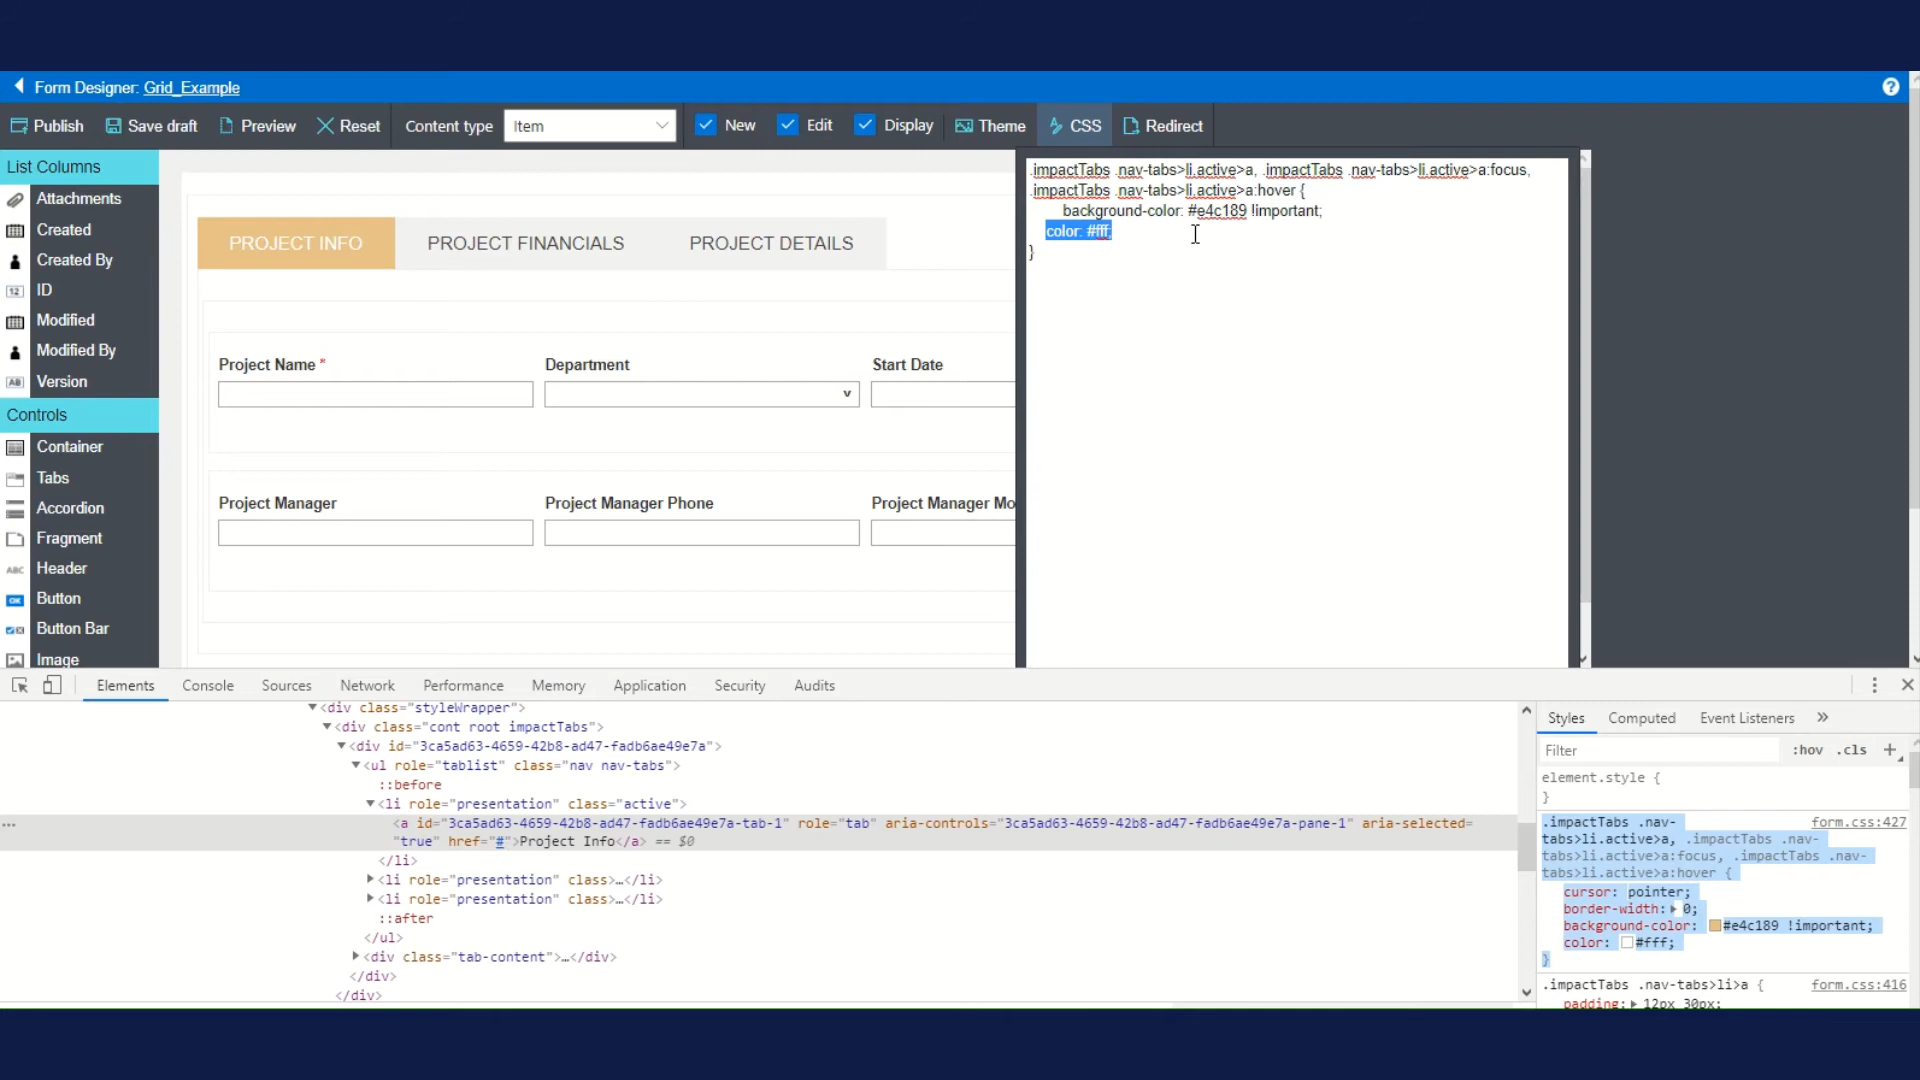 Form Designer: Grid_Example
?
Publish Save draft Preview Reset Content type Item New Edit Display Theme CSS Redirect
List Columns
Attachments
Created
Created By
12 ID
Modified
Modified By
AB Version
Controls
Container
Tabs
Accordion
Fragment
ABC Header
OK Button
Button Bar
Image
PROJECT INFO PROJECT FINANCIALS PROJECT DETAILS
Project Name * Department Start Date
Project Manager Project Manager Phone Project Manager Mo
.impactTabs .nav-tabs>li.active>a, .impactTabs .nav-tabs>li.active>a:focus,
.impactTabs .nav-tabs>li.active>a:hover {
background-color: #e4c189 !important;
color: #fff;
}
Elements Console Sources Network Performance Memory Application Security Audits
<div class="styleWrapper">
<div class="cont root impactTabs">
<div id="3ca5ad63-4659-42b8-ad47-fadb6ae49e7a">
<ul role="tablist" class="nav nav-tabs">
::before
<li role="presentation" class="active">
<a id="3ca5ad63-4659-42b8-ad47-fadb6ae49e7a-tab-1" role="tab" aria-controls="3ca5ad63-4659-42b8-ad47-fadb6ae49e7a-pane-1" aria-selected=
"true" href="#">Project Info</a> == $0
</li>
<li role="presentation" class>…</li>
<li role="presentation" class>…</li>
::after
</ul>
<div class="tab-content">…</div>
</div>
</div>
Styles Computed Event Listeners »
Filter :hov .cls +
element.style {
}
.impactTabs .nav- form.css:427
tabs>li.active>a, .impactTabs .nav-
tabs>li.active>a:focus, .impactTabs .nav-
tabs>li.active>a:hover {
cursor: pointer;
border-width: 0;
background-color: #e4c189 !important;
color: #fff;
}
.impactTabs .nav-tabs>li>a { form.css:416
padding: 12px 30px;